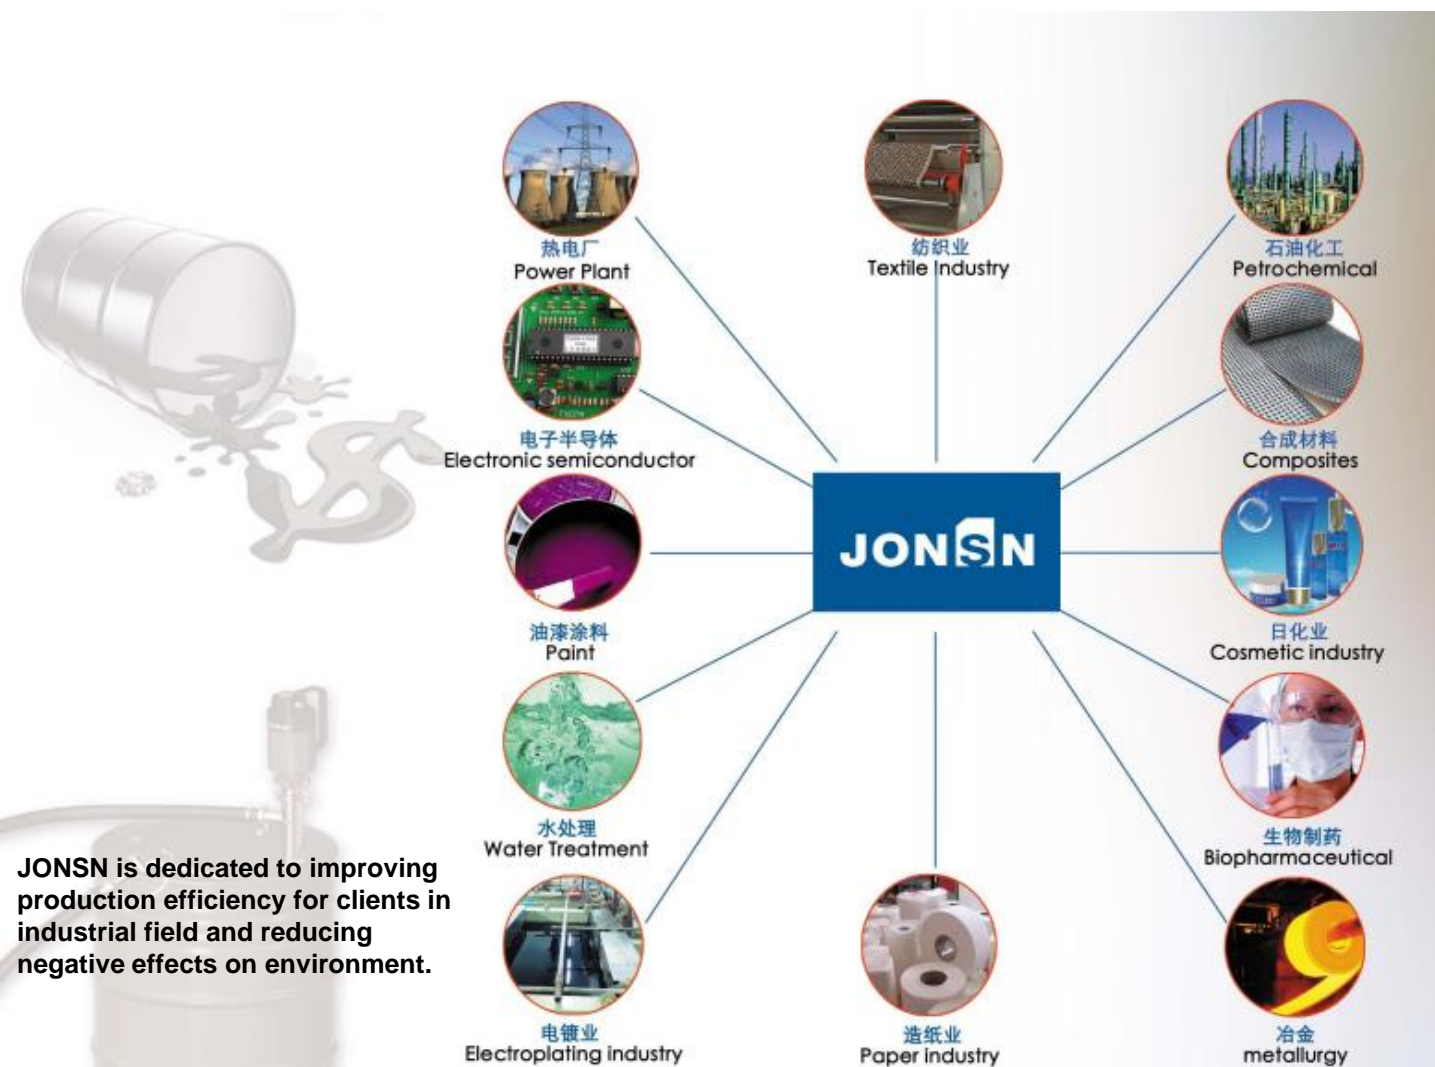 热电厂
Power Plant
纺织业
Textile Industry
石油化工
Petrochemical
电子半导体
Electronic semiconductor
合成材料
Composites
JONSN
油漆涂料
Paint
日化业
Cosmetic industry
水处理
Water Treatment
生物制药
Biopharmaceutical
JONSN is dedicated to improving
production efficiency for clients in
industrial field and reducing
negative effects on environment.
电镀业
Electroplating industry
造纸业
Paper industry
冶金
metallurgy